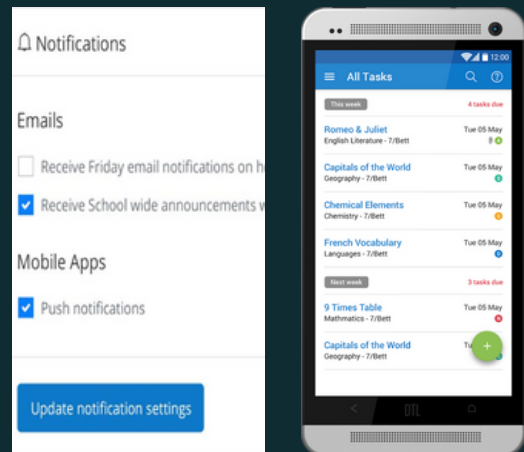 Notifications
Emails
Receive Friday email notifications on h
Receive School wide announcements w
Mobile Apps
Push notifications
Update notification settings
12:00
All Tasks
This week 4 tasks due
Romeo & Juliet Tue 05 May
English Literature - 7/Bett
Capitals of the World Tue 05 May
Geography - 7/Bett
Chemical Elements Tue 05 May
Chemistry - 7/Bett
French Vocabulary Tue 05 May
Languages - 7/Bett
Next week 3 tasks due
9 Times Table Tue 05 May
Mathmatics - 7/Bett
Capitals of the World Tu
Geography - 7/Bett